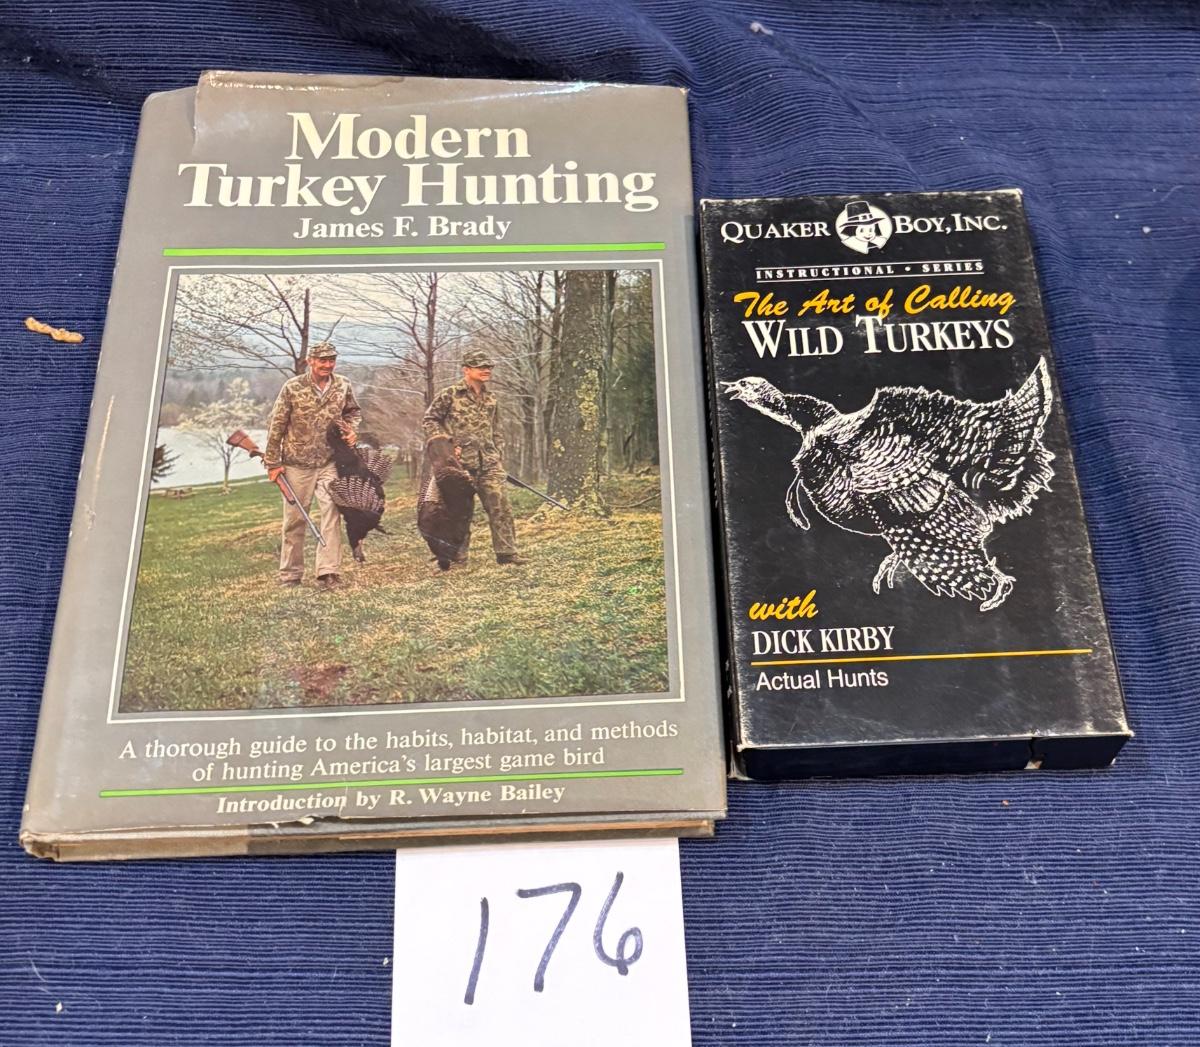 Modern
Turkey Hunting
James F. Brady
A thorough guide to the habits, habitat, and methods
of hunting America's largest game bird
Introduction by R. Wayne Bailey
QUAKER BOY, INC.
INSTRUCTIONAL • SERIES
The Art of Calling
WILD TURKEYS
with
DICK KIRBY
Actual Hunts
176